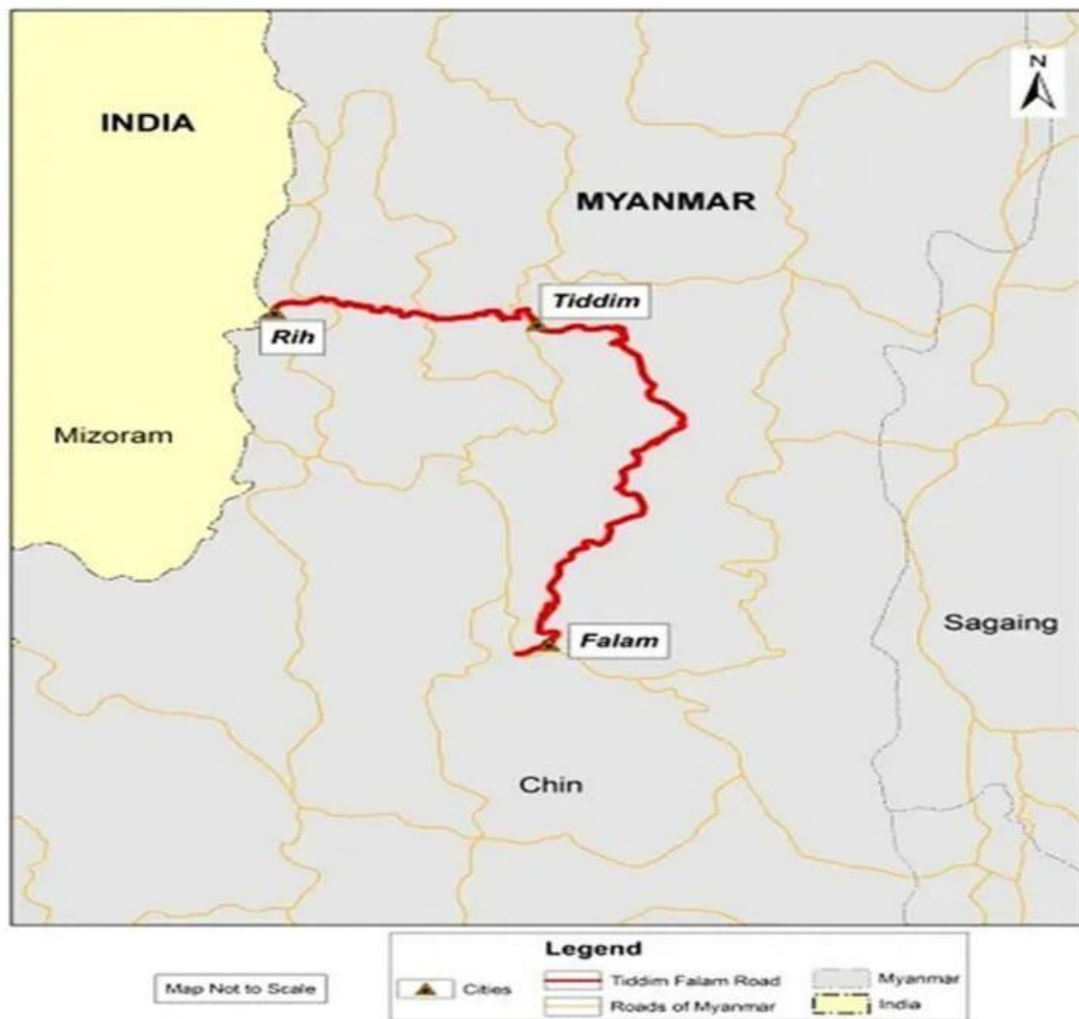 N
INDIA
MYANMAR
Tiddim
Rih
Mizoram
Sagaing
Falam
Chin
Legend
Map Not to Scale
Cities
Tiddim Falam Road
Roads of Myanmar
Myanmar
India